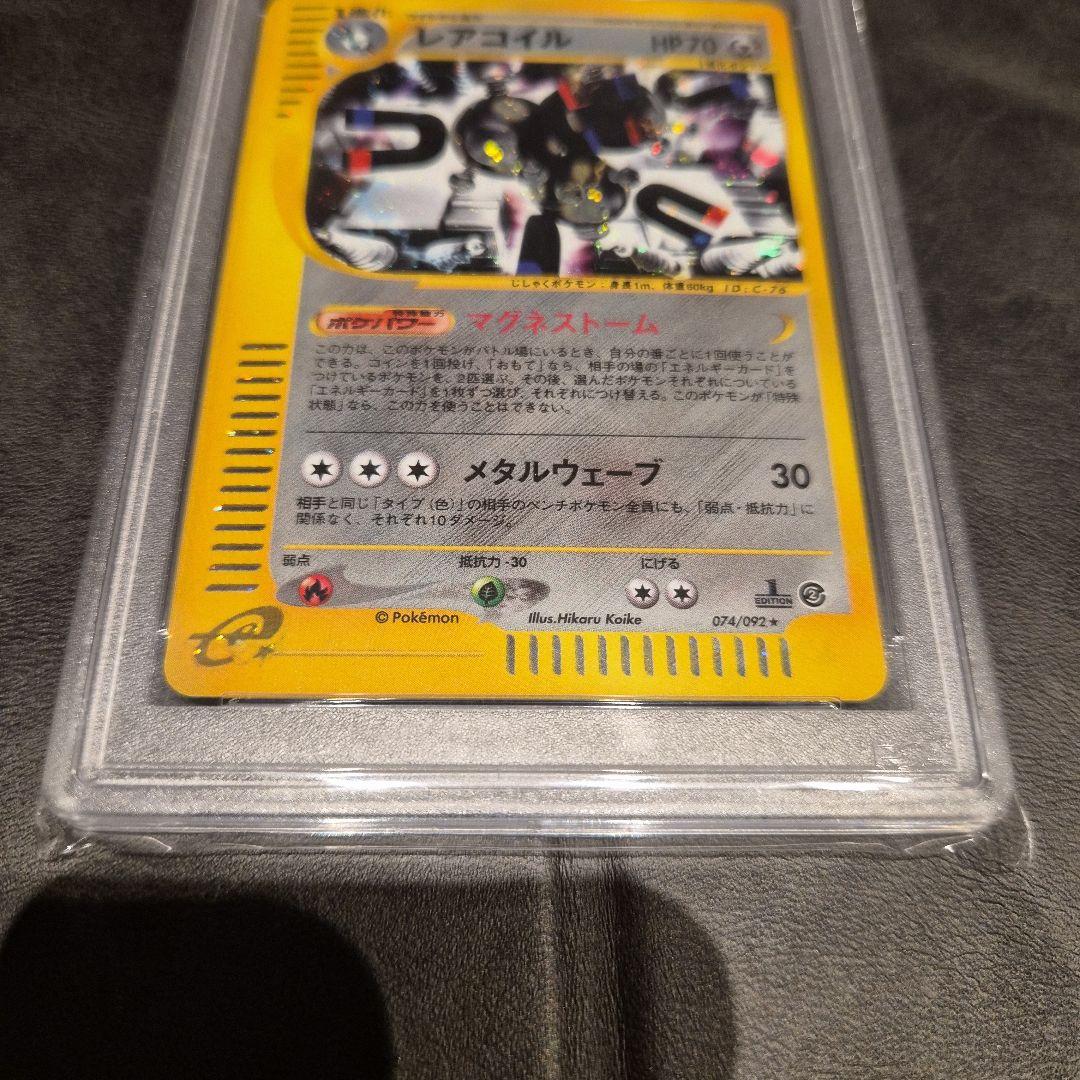 レアコイル HP70
じしゃくポケモン：身長1m、体重60kg ID：C-76
特殊能力
ポケパワー マグネストーム
この力は、このポケモンがバトル場にいるとき、自分の番ごとに1回使うことが
できる。コインを1回投げ、「おもて」なら、相手の場の「エネルギーカード」を
つけているポケモンを、2匹選ぶ。その後、選んだポケモンそれぞれについている
「エネルギーカード」を1枚ずつ選び、それぞれにつけ替える。このポケモンが「特殊
状態」なら、この力を使うことはできない。
メタルウェーブ 30
相手と同じ「タイプ（色）」の相手のベンチポケモン全員にも、「弱点・抵抗力」に
関係なく、それぞれ10ダメージ。
弱点 抵抗力 -30 にげる
1
EDITION
© Pokémon Illus.Hikaru Koike 074/092★